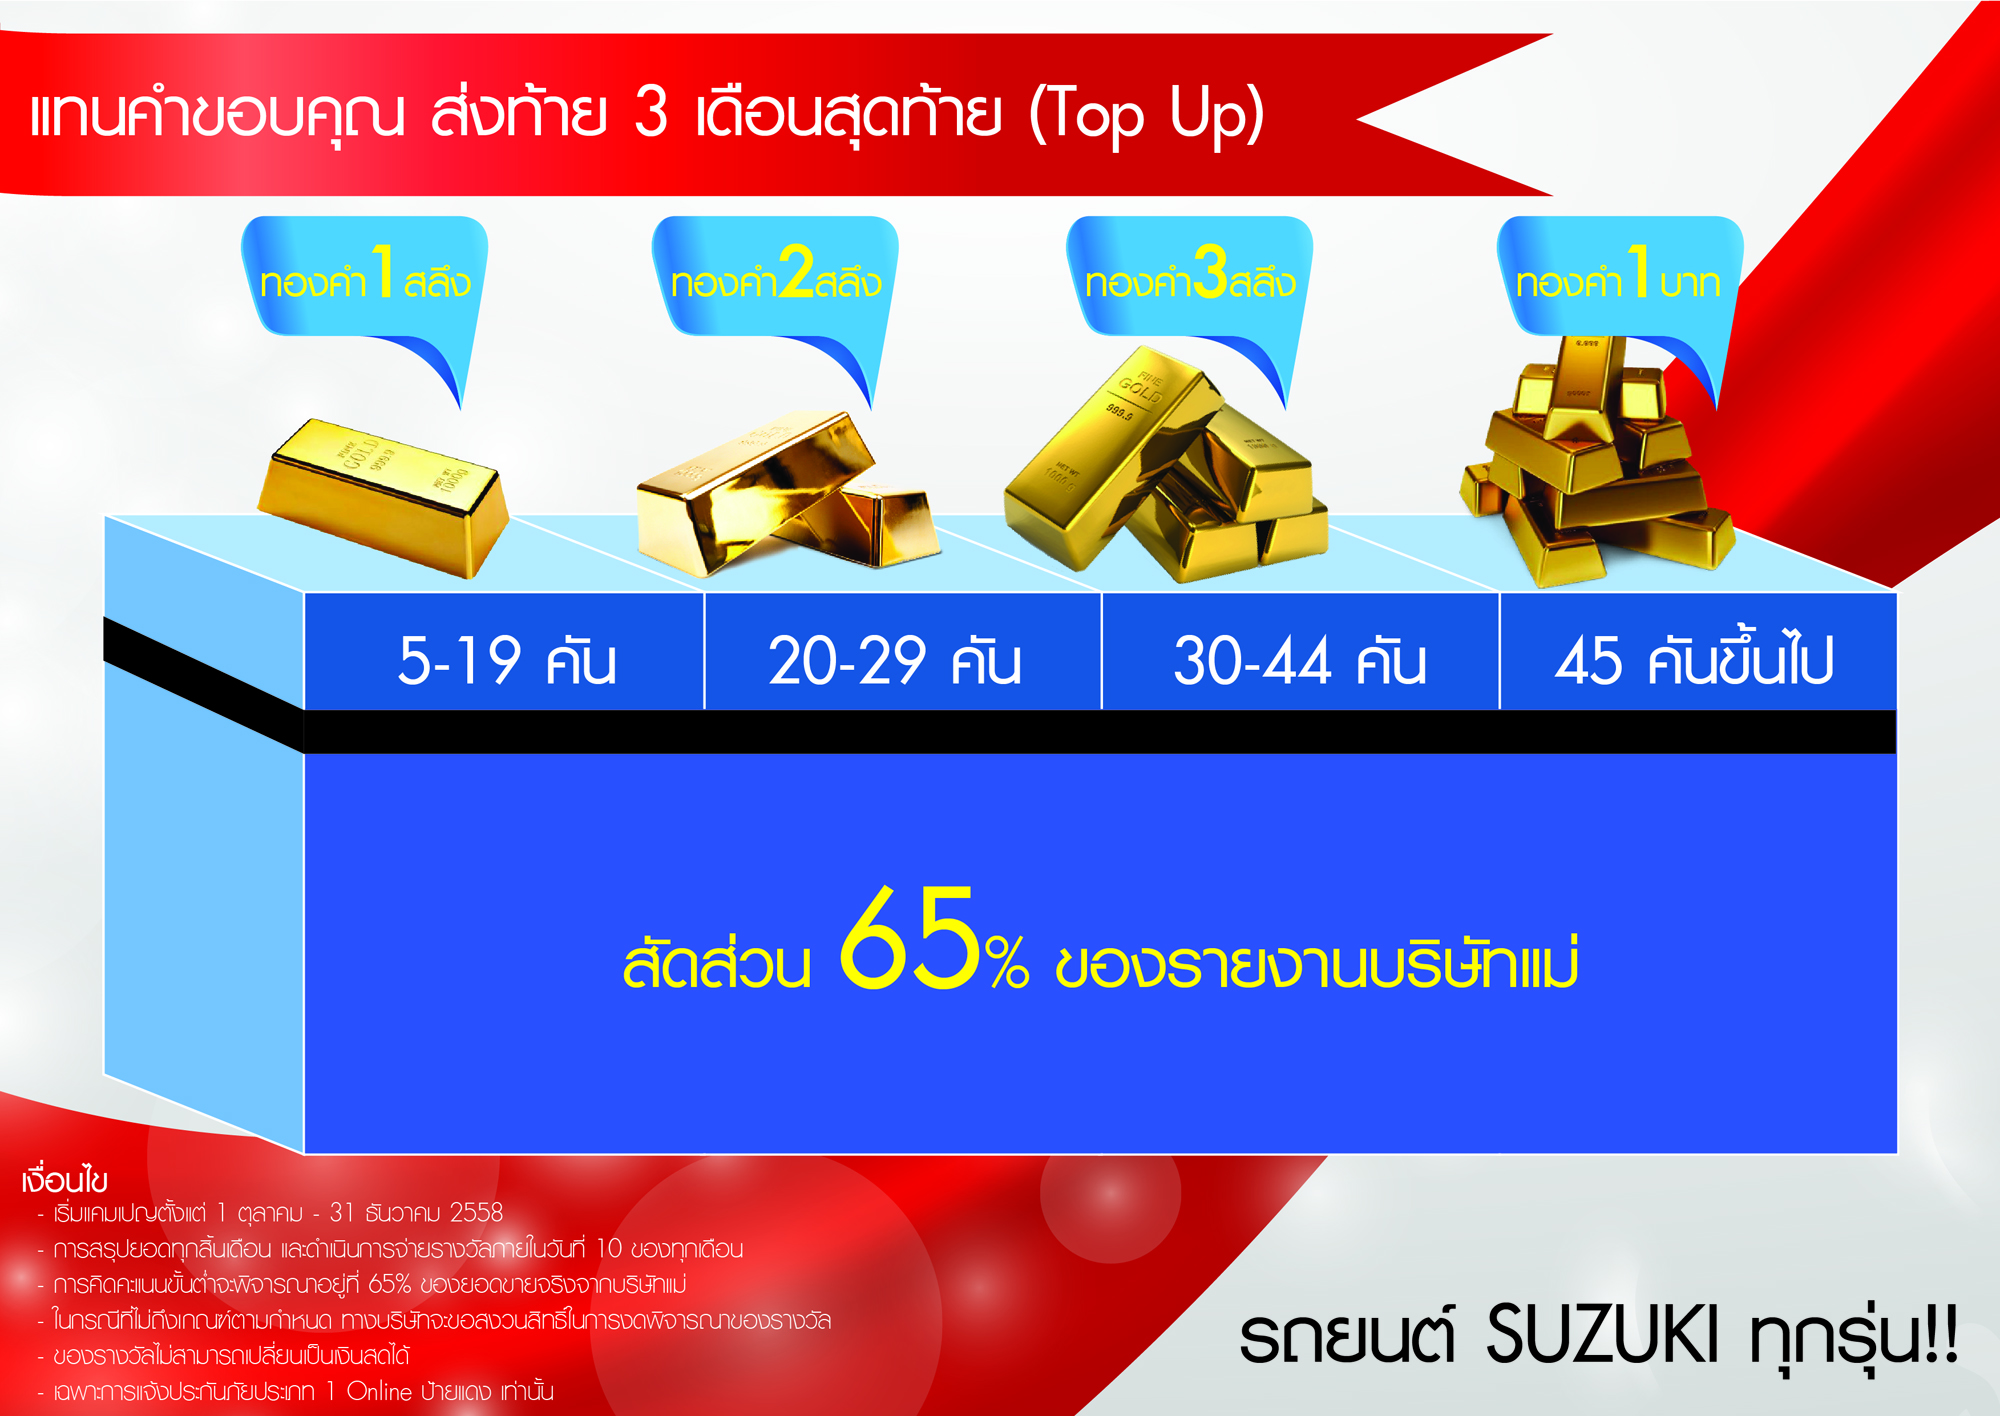 แทนคำขอบคุณ ส่งท้าย 3 เดือนสุดท้าย (Top Up)
ทองคำ 1 สลึง
ทองคำ 2 สลึง
ทองคำ 3 สลึง
ทองคำ 1 บาท
FINE GOLD 999.9
1000g
FINE GOLD 999.9
NET WT 1000 g
5-19 คัน
20-29 คัน
30-44 คัน
45 คันขึ้นไป
สัดส่วน 65% ของรายงานบริษัทแม่
เงื่อนไข
- เริ่มแคมเปญตั้งแต่ 1 ตุลาคม - 31 ธันวาคม 2558
- การสรุปยอดทุกสิ้นเดือน และดำเนินการจ่ายรางวัลภายในวันที่ 10 ของทุกเดือน
- การคิดคะแนนขั้นต่ำจะพิจารณาอยู่ที่ 65% ของยอดขายจริงจากบริษัทแม่
- ในกรณีที่ไม่ถึงเกณฑ์ตามกำหนด ทางบริษัทจะขอสงวนสิทธิ์ในการงดพิจารณาของรางวัล
- ของรางวัลไม่สามารถเปลี่ยนเป็นเงินสดได้
- เฉพาะการแจ้งประกันภัยประเภท 1 Online ป้ายแดง เท่านั้น
รถยนต์ SUZUKI ทุกรุ่น!!